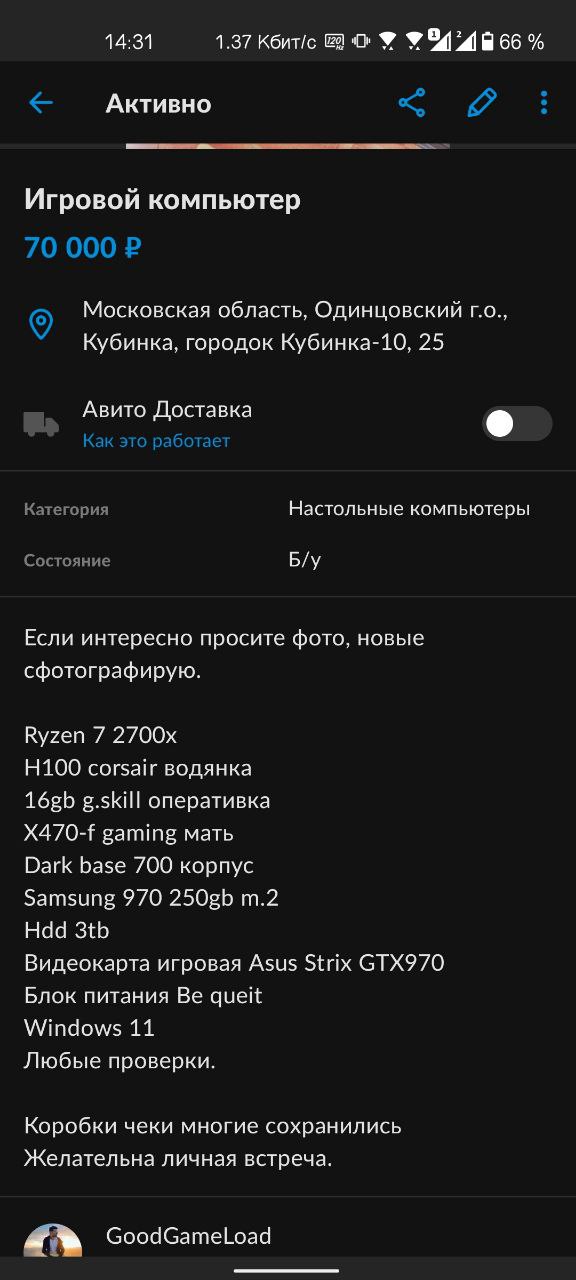 14:31 1.37 Кбит/с 120 Hz 1 2 66 %
Активно
Игровой компьютер
70 000 ₽
Московская область, Одинцовский г.о.,
Кубинка, городок Кубинка-10, 25
Авито Доставка
Как это работает
Категория Настольные компьютеры
Состояние Б/у
Если интересно просите фото, новые
сфотографирую.
Ryzen 7 2700x
H100 corsair водянка
16gb g.skill оперативка
X470-f gaming мать
Dark base 700 корпус
Samsung 970 250gb m.2
Hdd 3tb
Видеокарта игровая Asus Strix GTX970
Блок питания Be queit
Windows 11
Любые проверки.
Коробки чеки многие сохранились
Желательна личная встреча.
GoodGameLoad